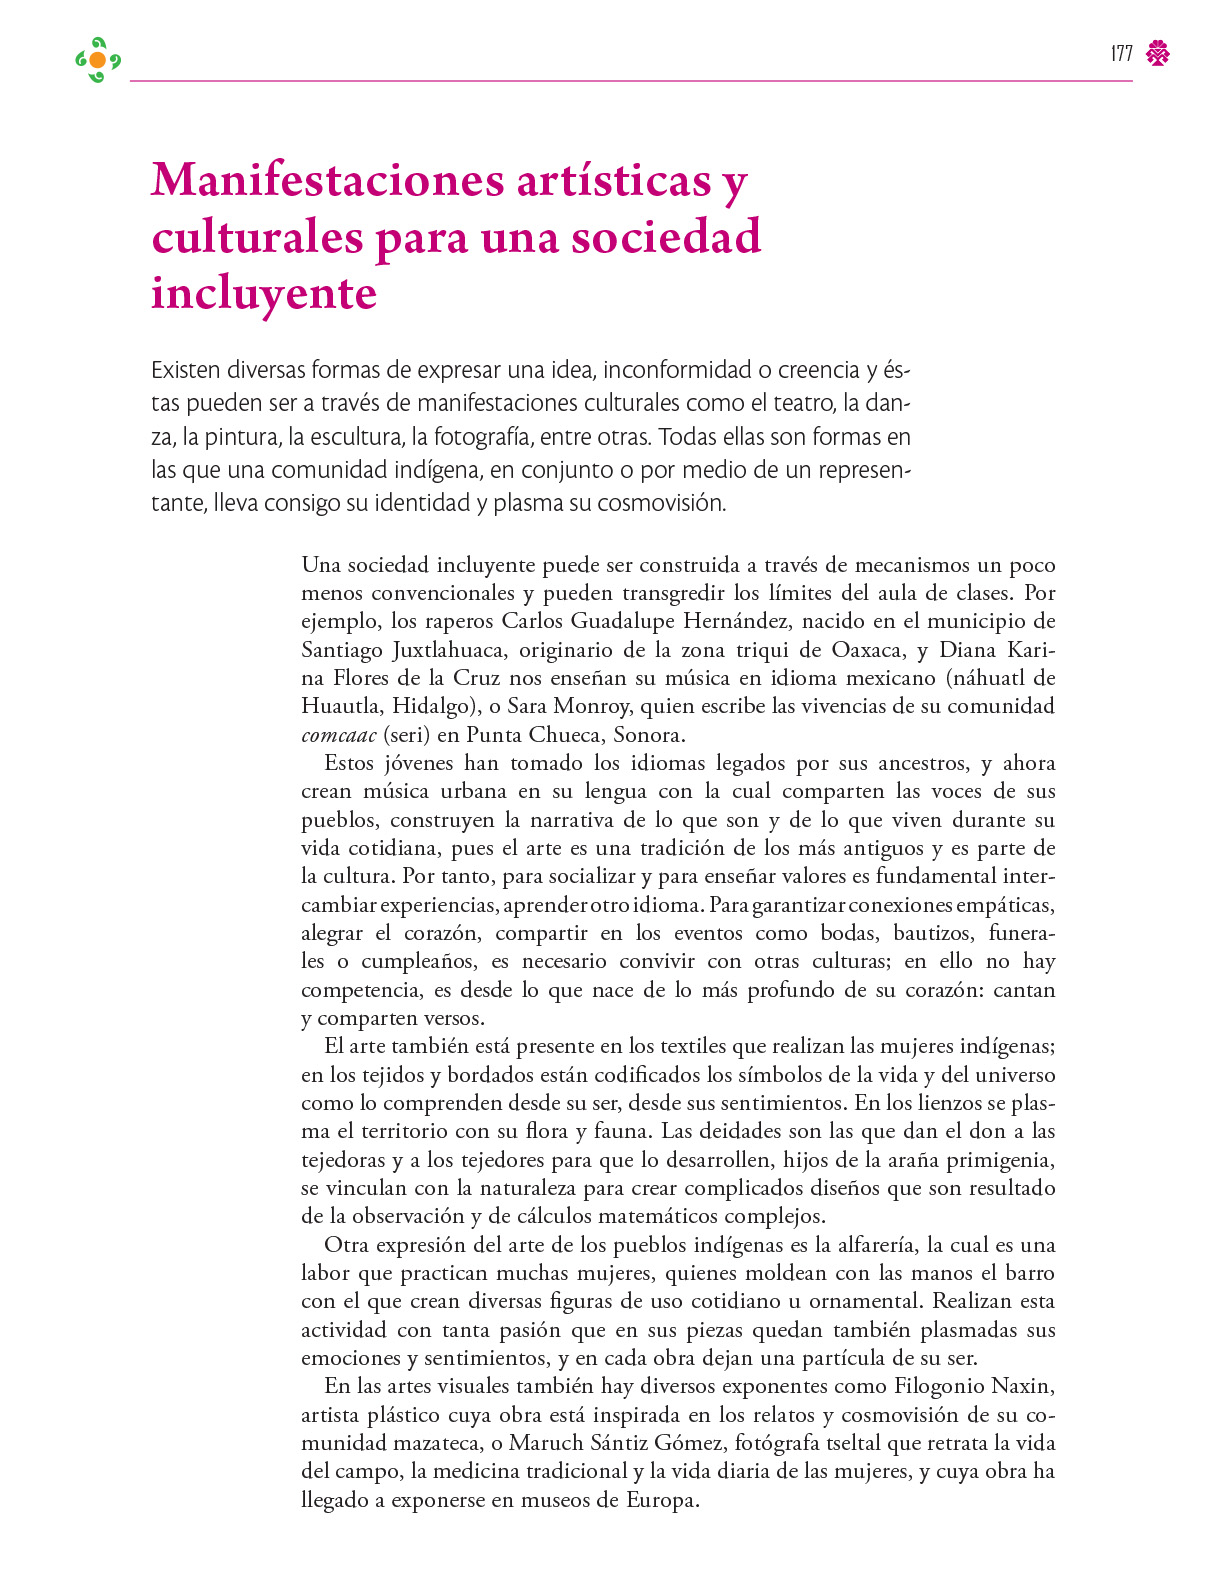 177
Manifestaciones artísticas y
culturales para una sociedad
incluyente
Existen diversas formas de expresar una idea, inconformidad o creencia y és-
tas pueden ser a través de manifestaciones culturales como el teatro, la dan-
za, la pintura, la escultura, la fotografía, entre otras. Todas ellas son formas en
las que una comunidad indígena, en conjunto o por medio de un represen-
tante, lleva consigo su identidad y plasma su cosmovisión.
Una sociedad incluyente puede ser construida a través de mecanismos un poco
menos convencionales y pueden transgredir los límites del aula de clases. Por
ejemplo, los raperos Carlos Guadalupe Hernández, nacido en el municipio de
Santiago Juxtlahuaca, originario de la zona triqui de Oaxaca, y Diana Kari-
na Flores de la Cruz nos enseñan su música en idioma mexicano (náhuatl de
Huautla, Hidalgo), o Sara Monroy, quien escribe las vivencias de su comunidad
comcaac (seri) en Punta Chueca, Sonora.
Estos jóvenes han tomado los idiomas legados por sus ancestros, y ahora
crean música urbana en su lengua con la cual comparten las voces de sus
pueblos, construyen la narrativa de lo que son y de lo que viven durante su
vida cotidiana, pues el arte es una tradición de los más antiguos y es parte de
la cultura. Por tanto, para socializar y para enseñar valores es fundamental inter-
cambiar experiencias, aprender otro idioma. Para garantizar conexiones empáticas,
alegrar el corazón, compartir en los eventos como bodas, bautizos, funera-
les o cumpleaños, es necesario convivir con otras culturas; en ello no hay
competencia, es desde lo que nace de lo más profundo de su corazón: cantan
y comparten versos.
El arte también está presente en los textiles que realizan las mujeres indígenas;
en los tejidos y bordados están codificados los símbolos de la vida y del universo
como lo comprenden desde su ser, desde sus sentimientos. En los lienzos se plas-
ma el territorio con su flora y fauna. Las deidades son las que dan el don a las
tejedoras y a los tejedores para que lo desarrollen, hijos de la araña primigenia,
se vinculan con la naturaleza para crear complicados diseños que son resultado
de la observación y de cálculos matemáticos complejos.
Otra expresión del arte de los pueblos indígenas es la alfarería, la cual es una
labor que practican muchas mujeres, quienes moldean con las manos el barro
con el que crean diversas figuras de uso cotidiano u ornamental. Realizan esta
actividad con tanta pasión que en sus piezas quedan también plasmadas sus
emociones y sentimientos, y en cada obra dejan una partícula de su ser.
En las artes visuales también hay diversos exponentes como Filogonio Naxin,
artista plástico cuya obra está inspirada en los relatos y cosmovisión de su co-
munidad mazateca, o Maruch Sántiz Gómez, fotógrafa tseltal que retrata la vida
del campo, la medicina tradicional y la vida diaria de las mujeres, y cuya obra ha
llegado a exponerse en museos de Europa.